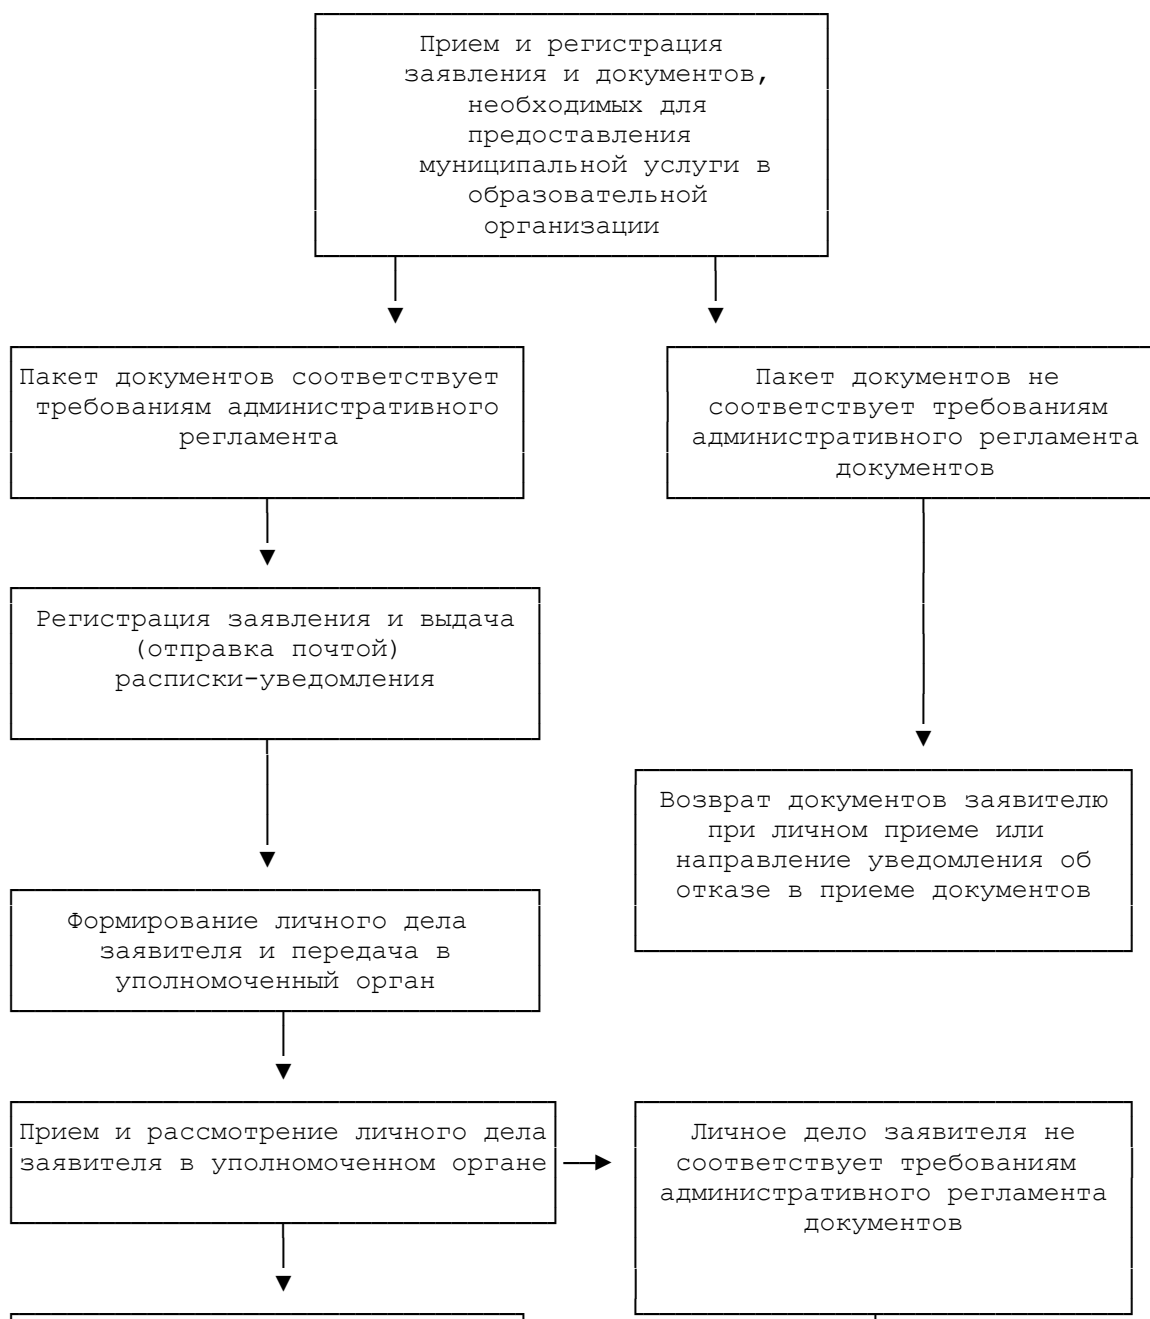 Прием и регистрация
заявления и документов,
необходимых для
предоставления
муниципальной услуги в
образовательной
организации
Пакет документов соответствует
требованиям административного
регламента
Пакет документов не
соответствует требованиям
административного регламента
документов
Регистрация заявления и выдача
(отправка почтой)
расписки-уведомления
Возврат документов заявителю
при личном приеме или
направление уведомления об
отказе в приеме документов
Формирование личного дела
заявителя и передача в
уполномоченный орган
Прием и рассмотрение личного дела
заявителя в уполномоченном органе
Личное дело заявителя не
соответствует требованиям
административного регламента
документов